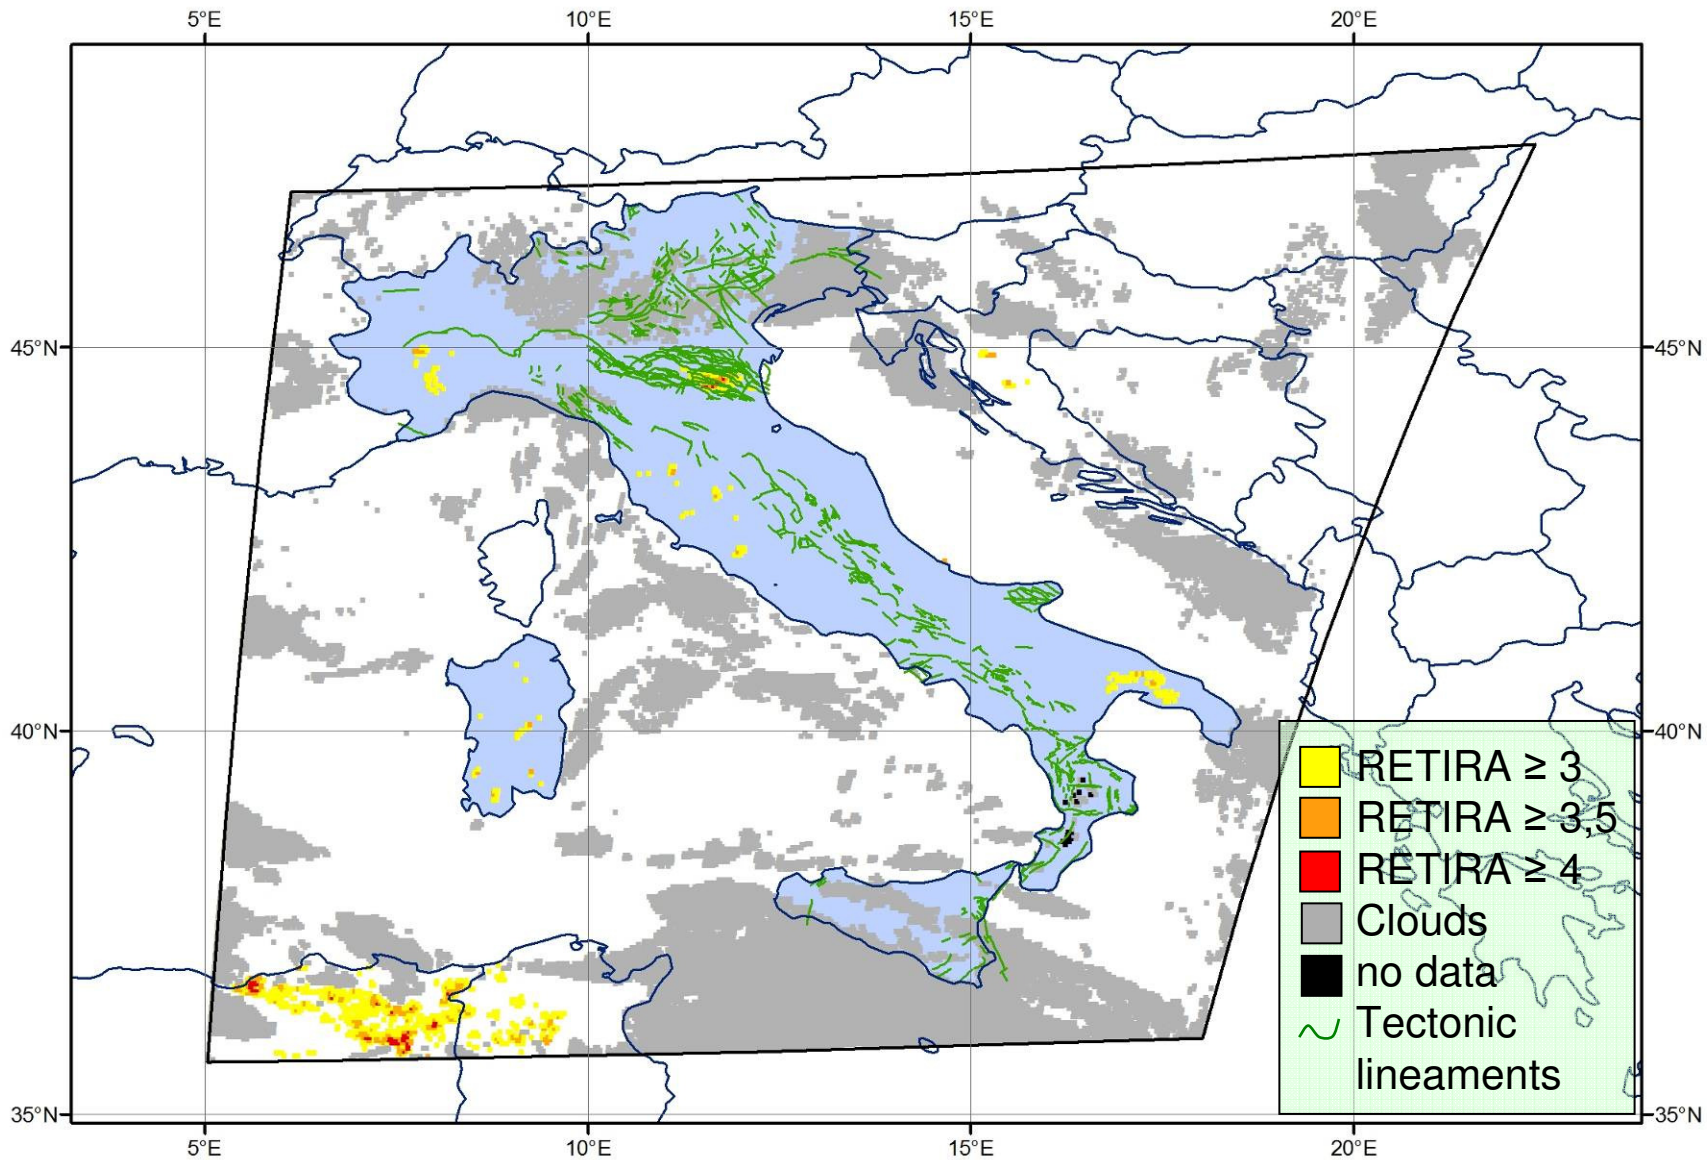 5°E 10°E 15°E 20°E
45°N 45°N
40°N 40°N
RETIRA ≥ 3
RETIRA ≥ 3,5
RETIRA ≥ 4
Clouds
no data
Tectonic
lineaments
35°N 35°N
5°E 10°E 15°E 20°E